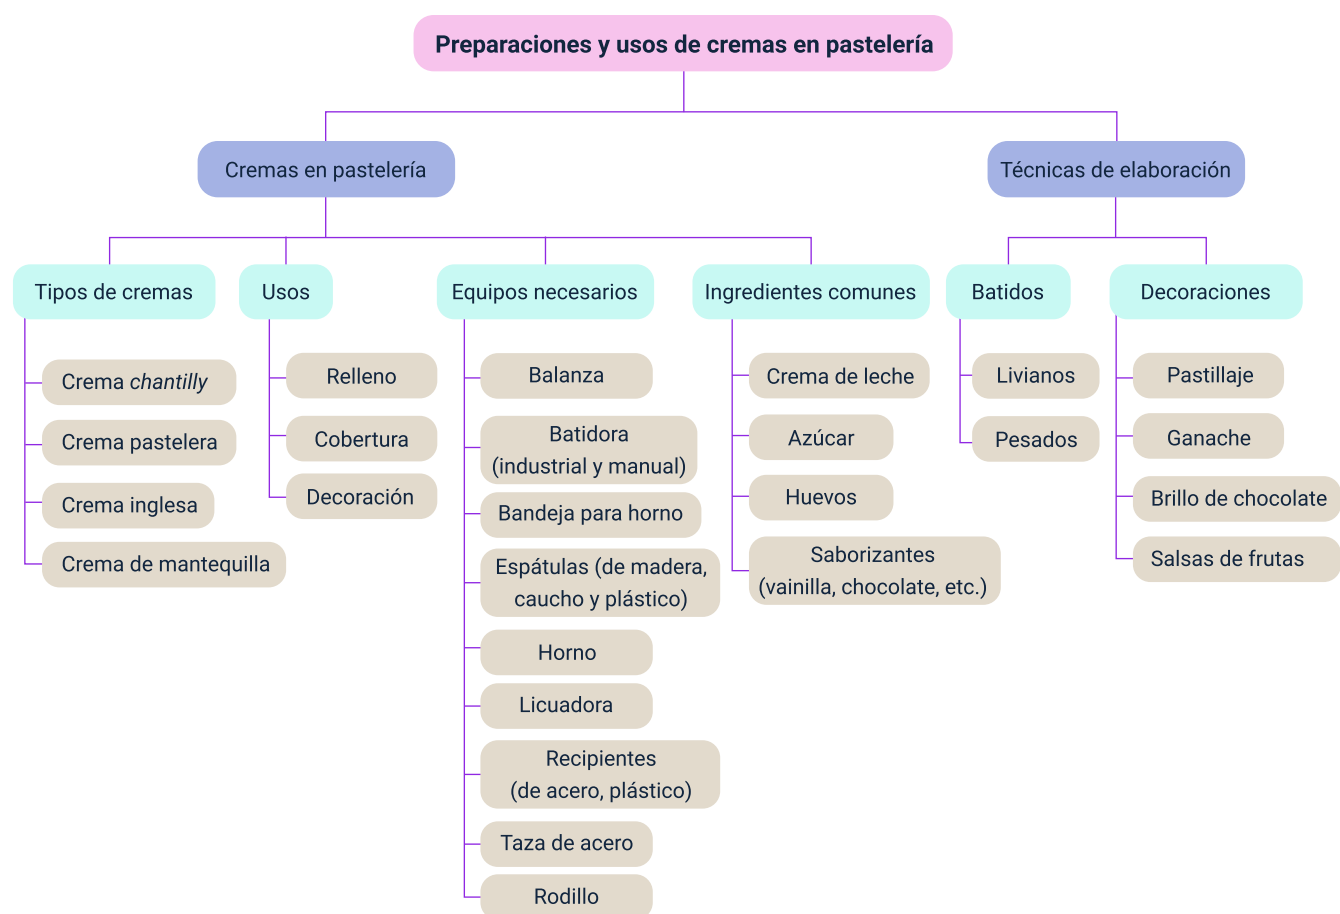 Preparaciones y usos de cremas en pastelería
Cremas en pastelería
Técnicas de elaboración
Tipos de cremas
Usos
Equipos necesarios
Ingredientes comunes
Batidos
Decoraciones
Crema chantilly
Crema pastelera
Crema inglesa
Crema de mantequilla
Relleno
Cobertura
Decoración
Balanza
Batidora
(industrial y manual)
Bandeja para horno
Espátulas (de madera,
caucho y plástico)
Horno
Licuadora
Recipientes
(de acero, plástico)
Taza de acero
Rodillo
Crema de leche
Azúcar
Huevos
Saborizantes
(vainilla, chocolate, etc.)
Livianos
Pesados
Pastillaje
Ganache
Brillo de chocolate
Salsas de frutas